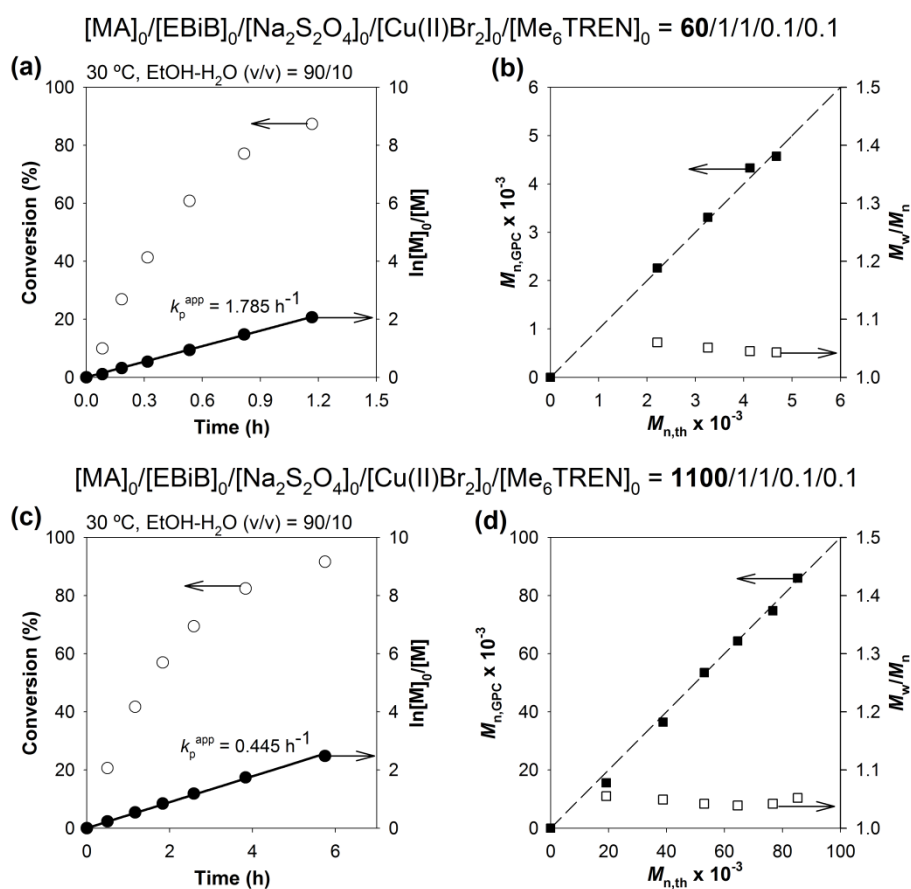 [MA]₀/[EBiB]₀/[Na₂S₂O₄]₀/[Cu(II)Br₂]₀/[Me₆TREN]₀ = 60/1/1/0.1/0.1
(a)
30 ºC, EtOH-H₂O (v/v) = 90/10
100
80
60
40
20
0
Conversion (%)
10
8
6
4
2
0
ln[M]₀/[M]
kₚᵃᵖᵖ = 1.785 h⁻¹
0.0 0.3 0.6 0.9 1.2 1.5
Time (h)
(b)
6
5
4
3
2
1
0
Mn,GPC x 10⁻³
1.5
1.4
1.3
1.2
1.1
1.0
Mw/Mn
0 1 2 3 4 5 6
Mn,th x 10⁻³
[MA]₀/[EBiB]₀/[Na₂S₂O₄]₀/[Cu(II)Br₂]₀/[Me₆TREN]₀ = 1100/1/1/0.1/0.1
(c)
30 ºC, EtOH-H₂O (v/v) = 90/10
100
80
60
40
20
0
Conversion (%)
10
8
6
4
2
0
ln[M]₀/[M]
kₚᵃᵖᵖ = 0.445 h⁻¹
0 2 4 6
Time (h)
(d)
100
80
60
40
20
0
Mn,GPC x 10⁻³
1.5
1.4
1.3
1.2
1.1
1.0
Mw/Mn
0 20 40 60 80 100
Mn,th x 10⁻³